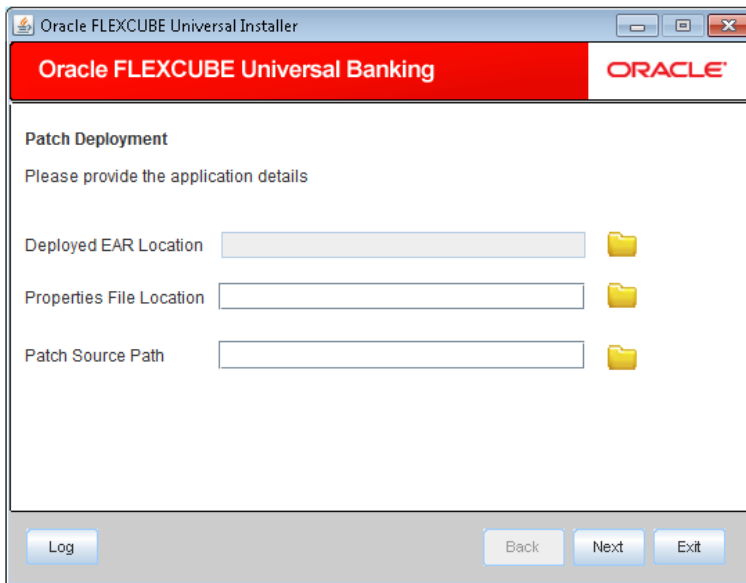 Oracle FLEXCUBE Universal Installer
Oracle FLEXCUBE Universal Banking
ORACLE
Patch Deployment
Please provide the application details
Deployed EAR Location
Properties File Location
Patch Source Path
Log
Back
Next
Exit